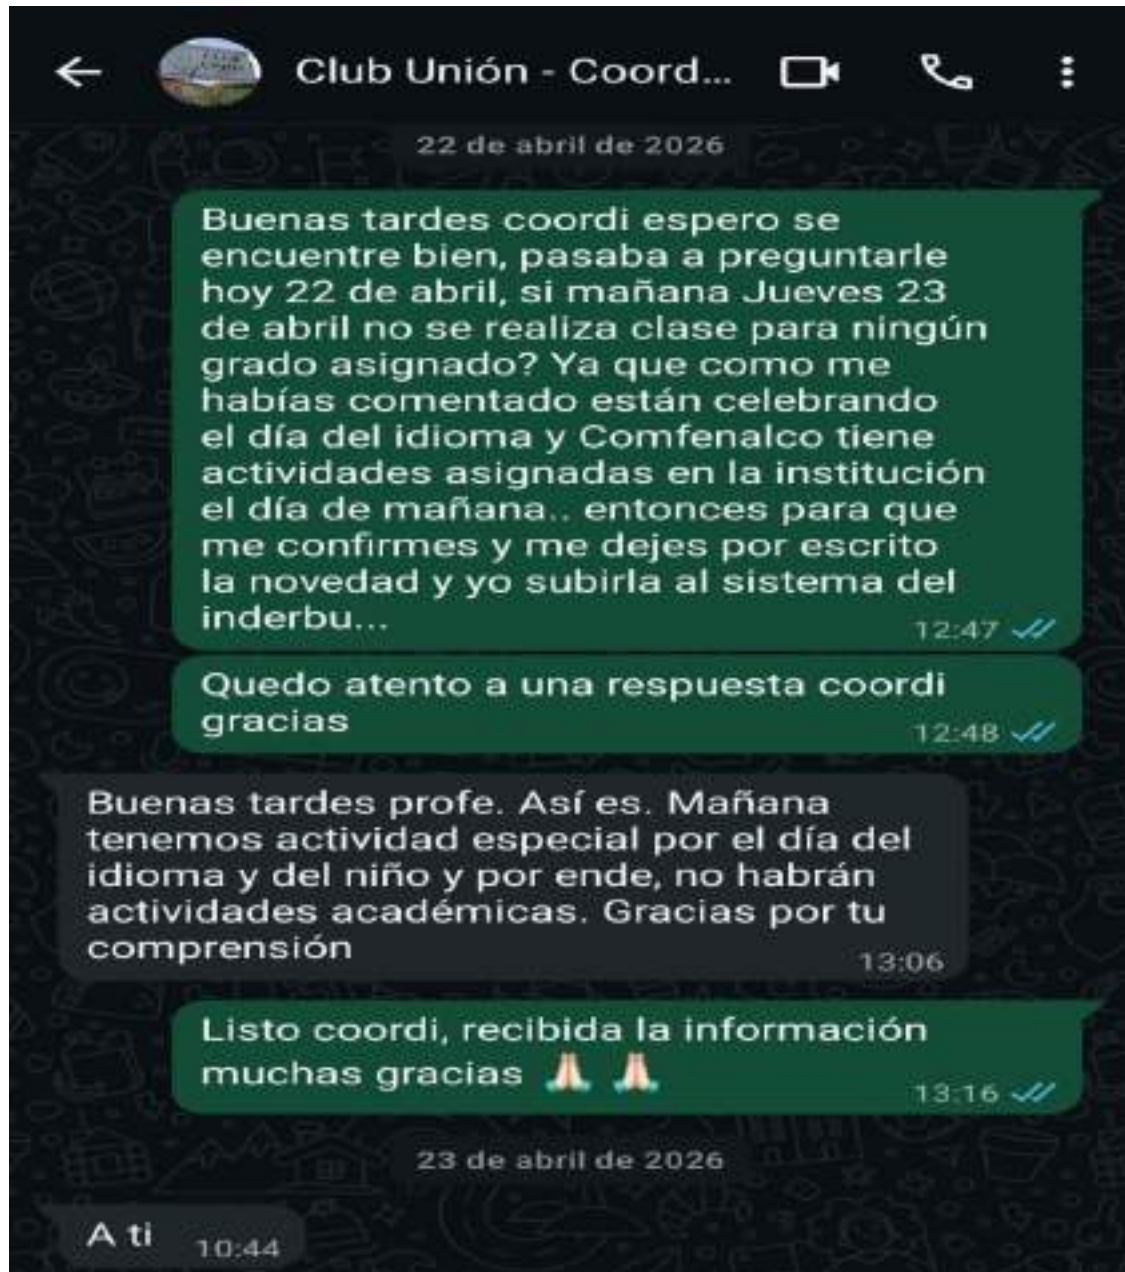 Club Unión - Coord...
22 de abril de 2026
Buenas tardes coordi espero se
encuentre bien, pasaba a preguntarle
hoy 22 de abril, si mañana Jueves 23
de abril no se realiza clase para ningún
grado asignado? Ya que como me
habías comentado están celebrando
el día del idioma y Comfenalco tiene
actividades asignadas en la institución
el día de mañana.. entonces para que
me confirmes y me dejes por escrito
la novedad y yo subirla al sistema del
inderbu...
12:47
Quedo atento a una respuesta coordi
gracias
12:48
Buenas tardes profe. Así es. Mañana
tenemos actividad especial por el día del
idioma y del niño y por ende, no habrán
actividades académicas. Gracias por tu
comprensión
13:06
Listo coordi, recibida la información
muchas gracias 🙏🏻 🙏🏻
13:16
23 de abril de 2026
A ti
10:44